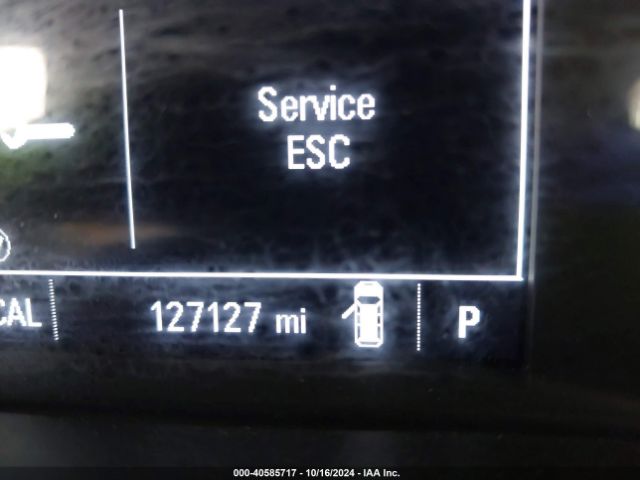 Service
ESC
CAL
127127 mi
P
000-40585717 - 10/16/2024 - IAA Inc.